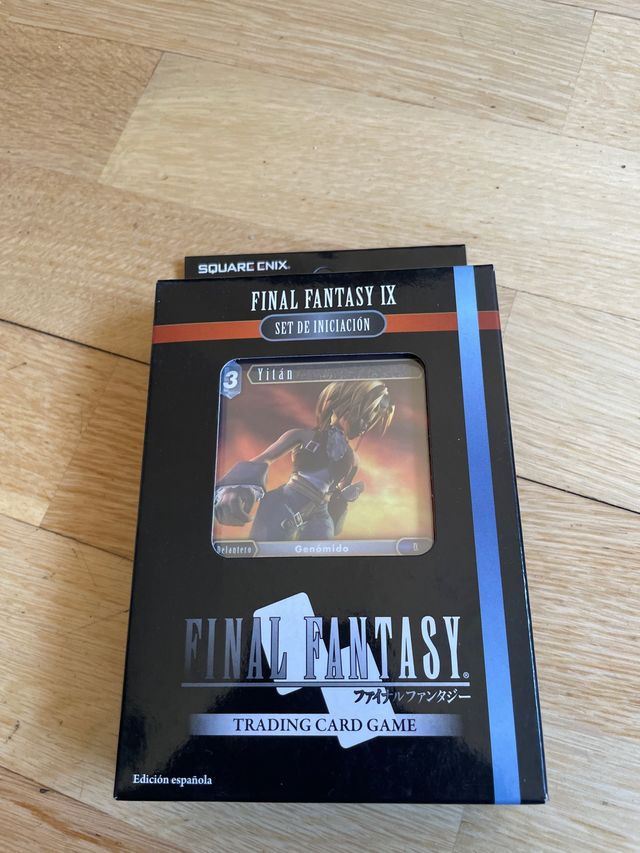 SQUARE ENIX.
FINAL FANTASY IX
SET DE INICIACIÓN
3
Yitán
Delantero
Genómido
IX
FINAL FANTASY®
ファイナルファンタジー
TRADING CARD GAME
Edición española